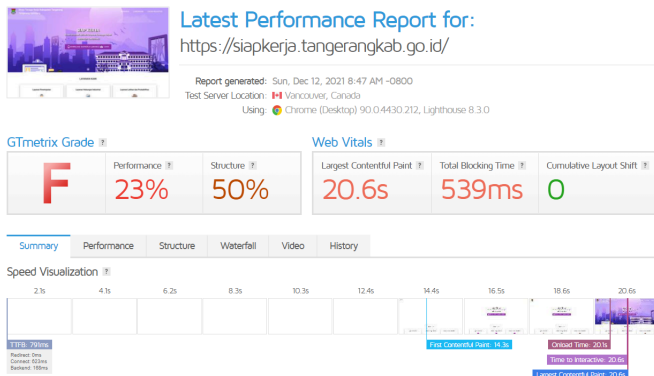 Latest Performance Report for:
https://siapkerja.tangerangkab.go.id/
Report generated: Sun, Dec 12, 2021 8:47 AM -0800
Test Server Location: Vancouver, Canada
Using: Chrome (Desktop) 90.0.4430.212, Lighthouse 8.3.0
GTmetrix Grade ?
Web Vitals ?
F
Performance ?
23%
Structure ?
50%
Largest Contentful Paint ?
20.6s
Total Blocking Time ?
539ms
Cumulative Layout Shift ?
0
Summary Performance Structure Waterfall Video History
Speed Visualization ?
2.1s 4.1s 6.2s 8.3s 10.3s 12.4s 14.4s 16.5s 18.6s 20.6s
TTFB: 791ms
Redirect: 0ms
Connect: 623ms
Backend: 168ms
First Contentful Paint: 14.3s
Onload Time: 20.1s
Time to Interactive: 20.6s
Largest Contentful Paint: 20.6s